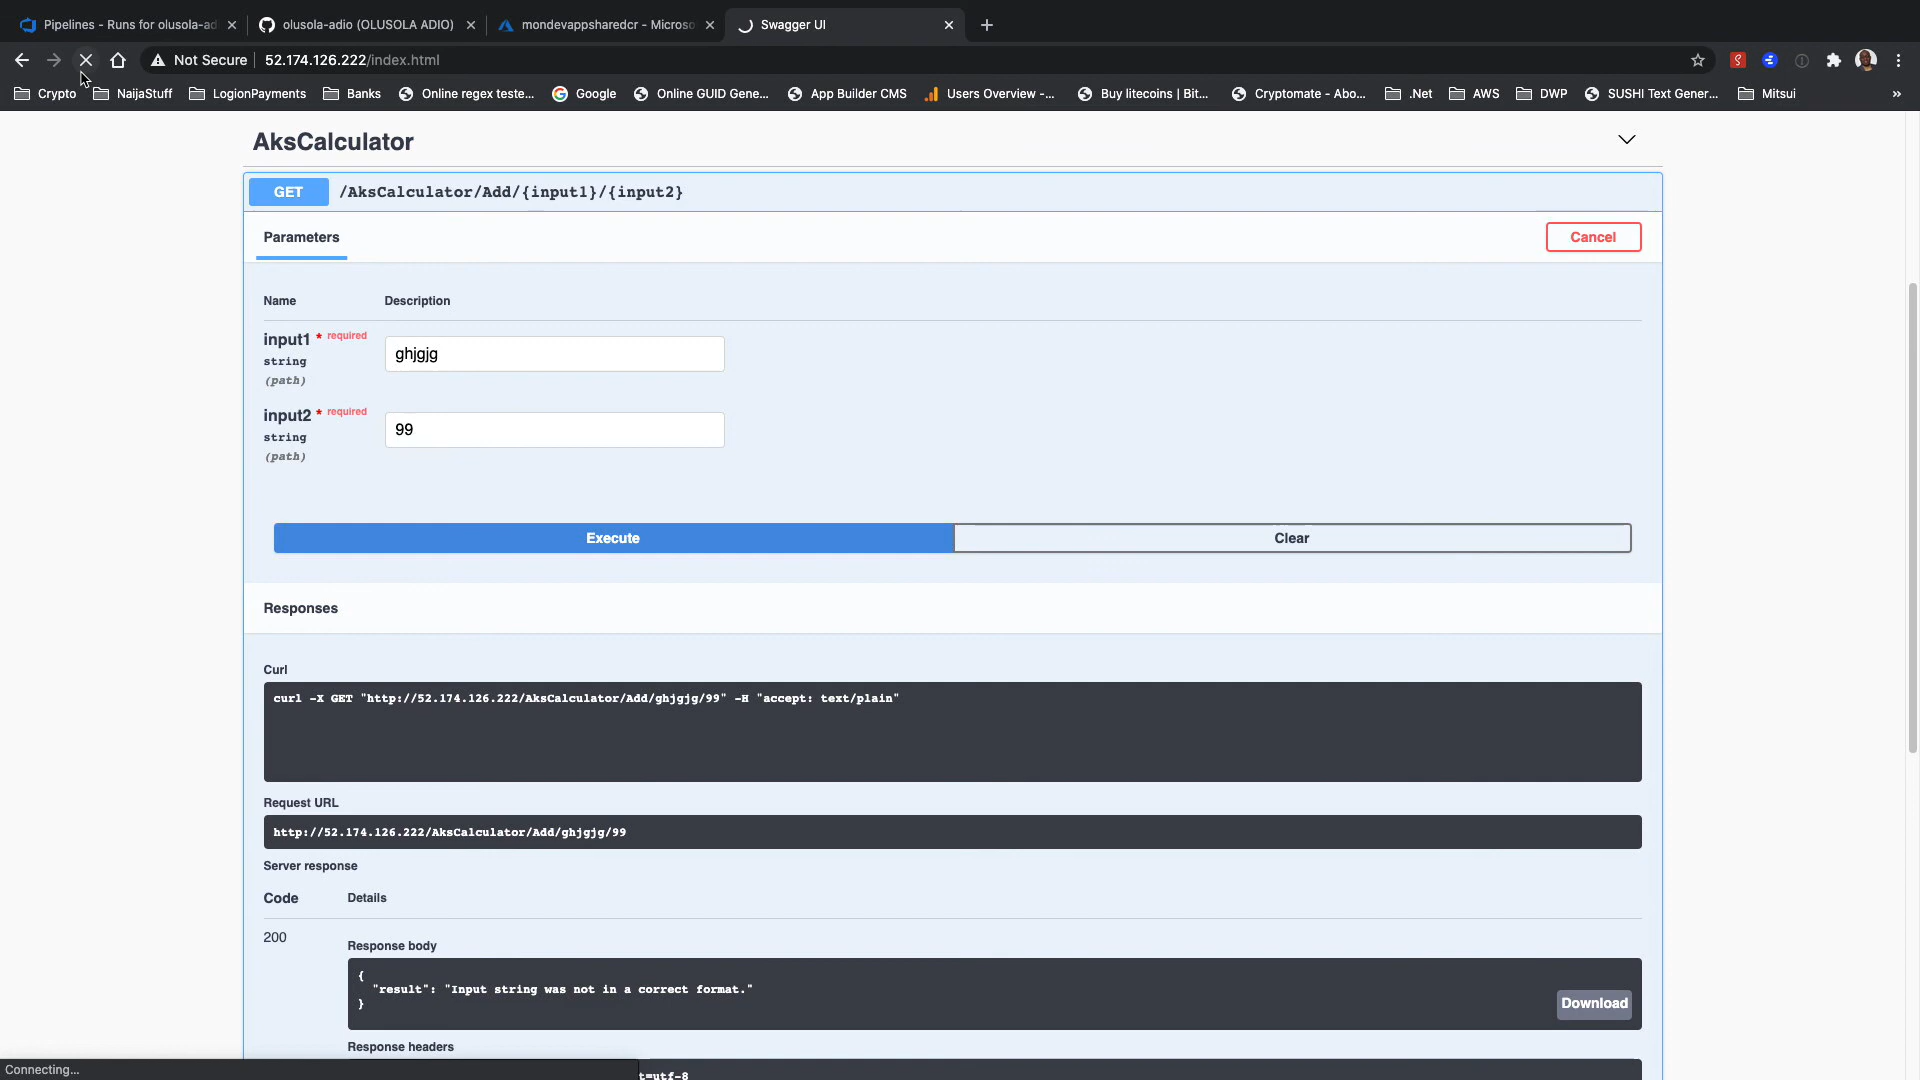 Pipelines - Runs for olusola-ad
olusola-adio (OLUSOLA ADIO)
mondevappsharedcr - Microso
Swagger UI
Not Secure
52.174.126.222/index.html
Crypto
NaijaStuff
LogionPayments
Banks
Online regex teste...
Google
Online GUID Gene...
App Builder CMS
Users Overview -...
Buy litecoins | Bit...
Cryptomate - Abo...
.Net
AWS
DWP
SUSHI Text Gener...
Mitsui
»
AksCalculator
GET /AksCalculator/Add/{input1}/{input2}
Parameters
Cancel
Name
Description
input1 * required
string
(path)
ghjgjg
input2 * required
string
(path)
99
Execute
Clear
Responses
Curl
curl -X GET "http://52.174.126.222/AksCalculator/Add/ghjgjg/99" -H "accept: text/plain"
Request URL
http://52.174.126.222/AksCalculator/Add/ghjgjg/99
Server response
Code
Details
200
Response body
{
"result": "Input string was not in a correct format."
}
Download
Response headers
t=utf-8
Connecting...